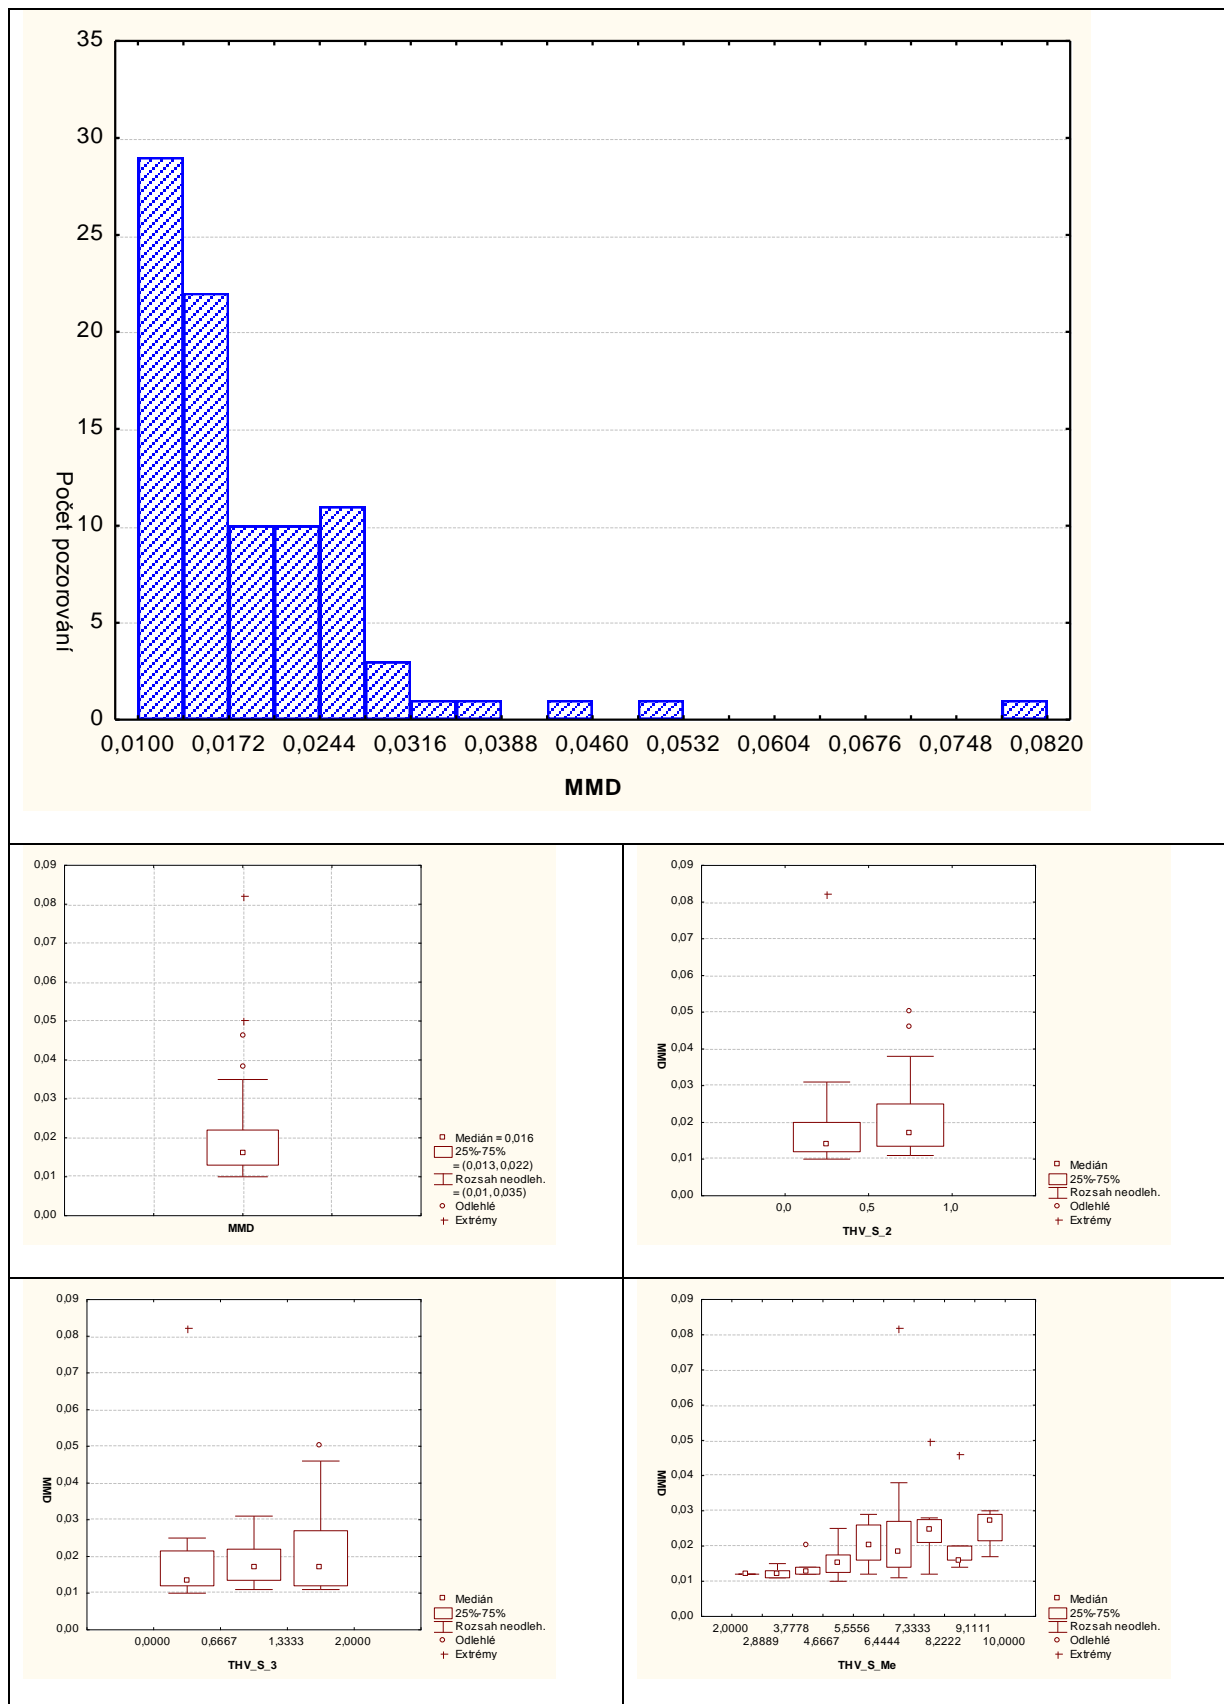 35
30
25
20
15
10
5
0
Počet pozorování
0,0100 0,0172 0,0244 0,0316 0,0388 0,0460 0,0532 0,0604 0,0676 0,0748 0,0820
MMD
0,09
0,08
0,07
0,06
0,05
0,04
0,03
0,02
0,01
0,00
MMD
Medián = 0,016
25%-75%
= (0,013, 0,022)
Rozsah neodleh.
= (0,01, 0,035)
Odlehlé
Extrémy
0,09
0,08
0,07
0,06
0,05
0,04
0,03
0,02
0,01
0,00
MMD
0,0 0,5 1,0
THV_S_2
Medián
25%-75%
Rozsah neodleh.
Odlehlé
Extrémy
0,09
0,08
0,07
0,06
0,05
0,04
0,03
0,02
0,01
0,00
MMD
0,0000 0,6667 1,3333 2,0000
THV_S_3
Medián
25%-75%
Rozsah neodleh.
Odlehlé
Extrémy
0,09
0,08
0,07
0,06
0,05
0,04
0,03
0,02
0,01
0,00
MMD
2,0000 3,7778 5,5556 7,3333 9,1111
2,8889 4,6667 6,4444 8,2222 10,0000
THV_S_Me
Medián
25%-75%
Rozsah neodleh.
Odlehlé
Extrémy